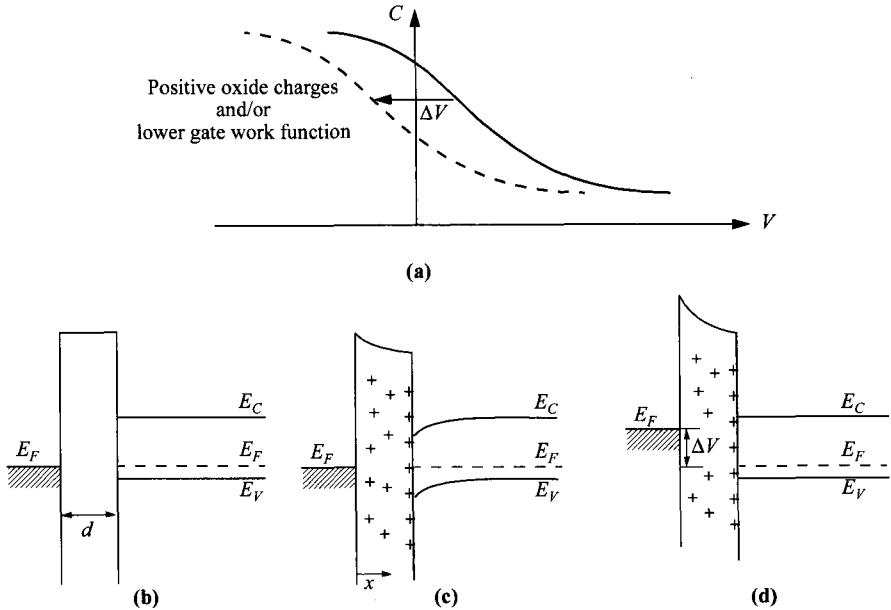 C
Positive oxide charges
and/or
lower gate work function
ΔV
V
(a)
E_F
d
E_C
E_F
E_V
(b)
E_F
x
E_C
E_F
E_V
(c)
E_F
ΔV
E_C
E_F
E_V
(d)